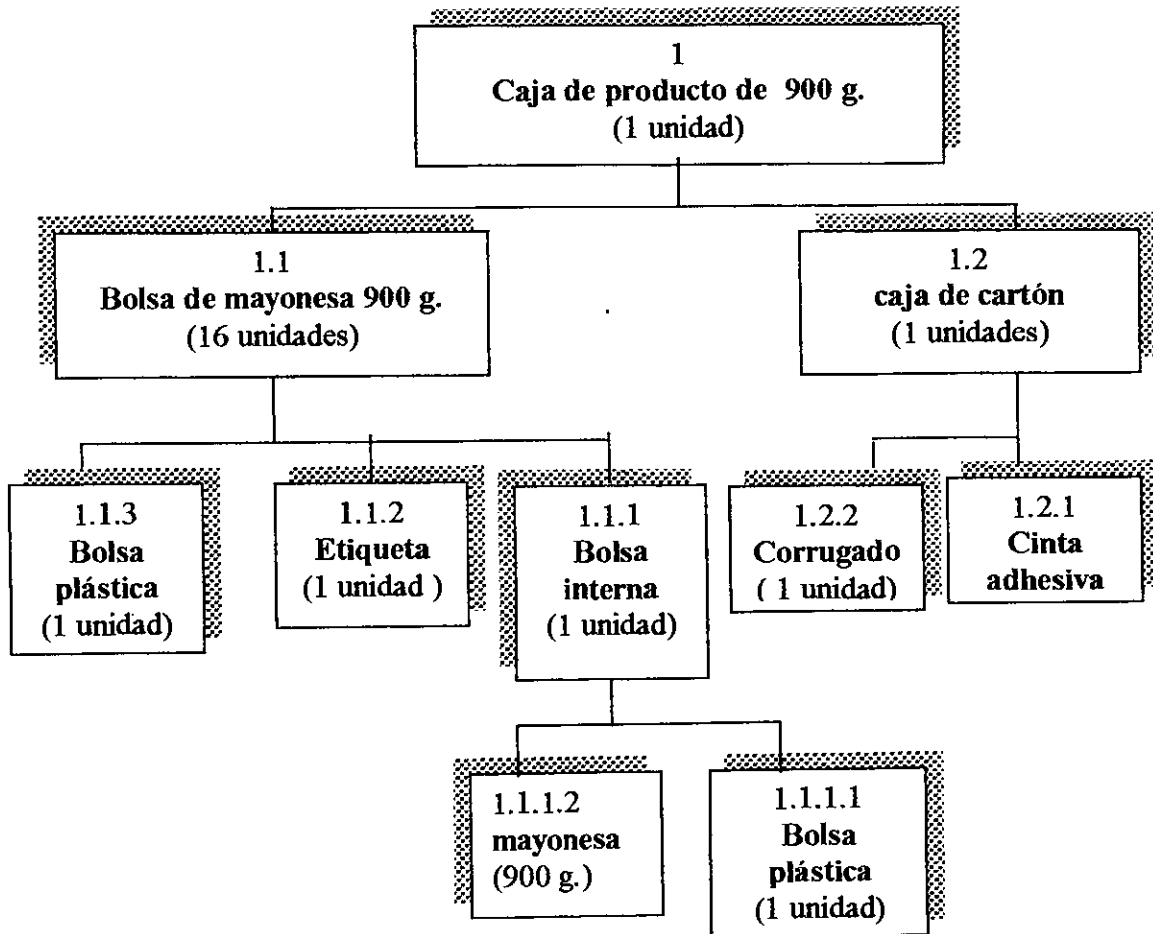 1
Caja de producto de 900 g.
(1 unidad)
1.1
Bolsa de mayonesa 900 g.
(16 unidades)
1.2
caja de cartón
(1 unidades)
1.1.3
Bolsa
plástica
(1 unidad)
1.1.2
Etiqueta
(1 unidad )
1.1.1
Bolsa
interna
(1 unidad)
1.2.2
Corrugado
( 1 unidad)
1.2.1
Cinta
adhesiva
1.1.1.2
mayonesa
(900 g.)
1.1.1.1
Bolsa
plástica
(1 unidad)